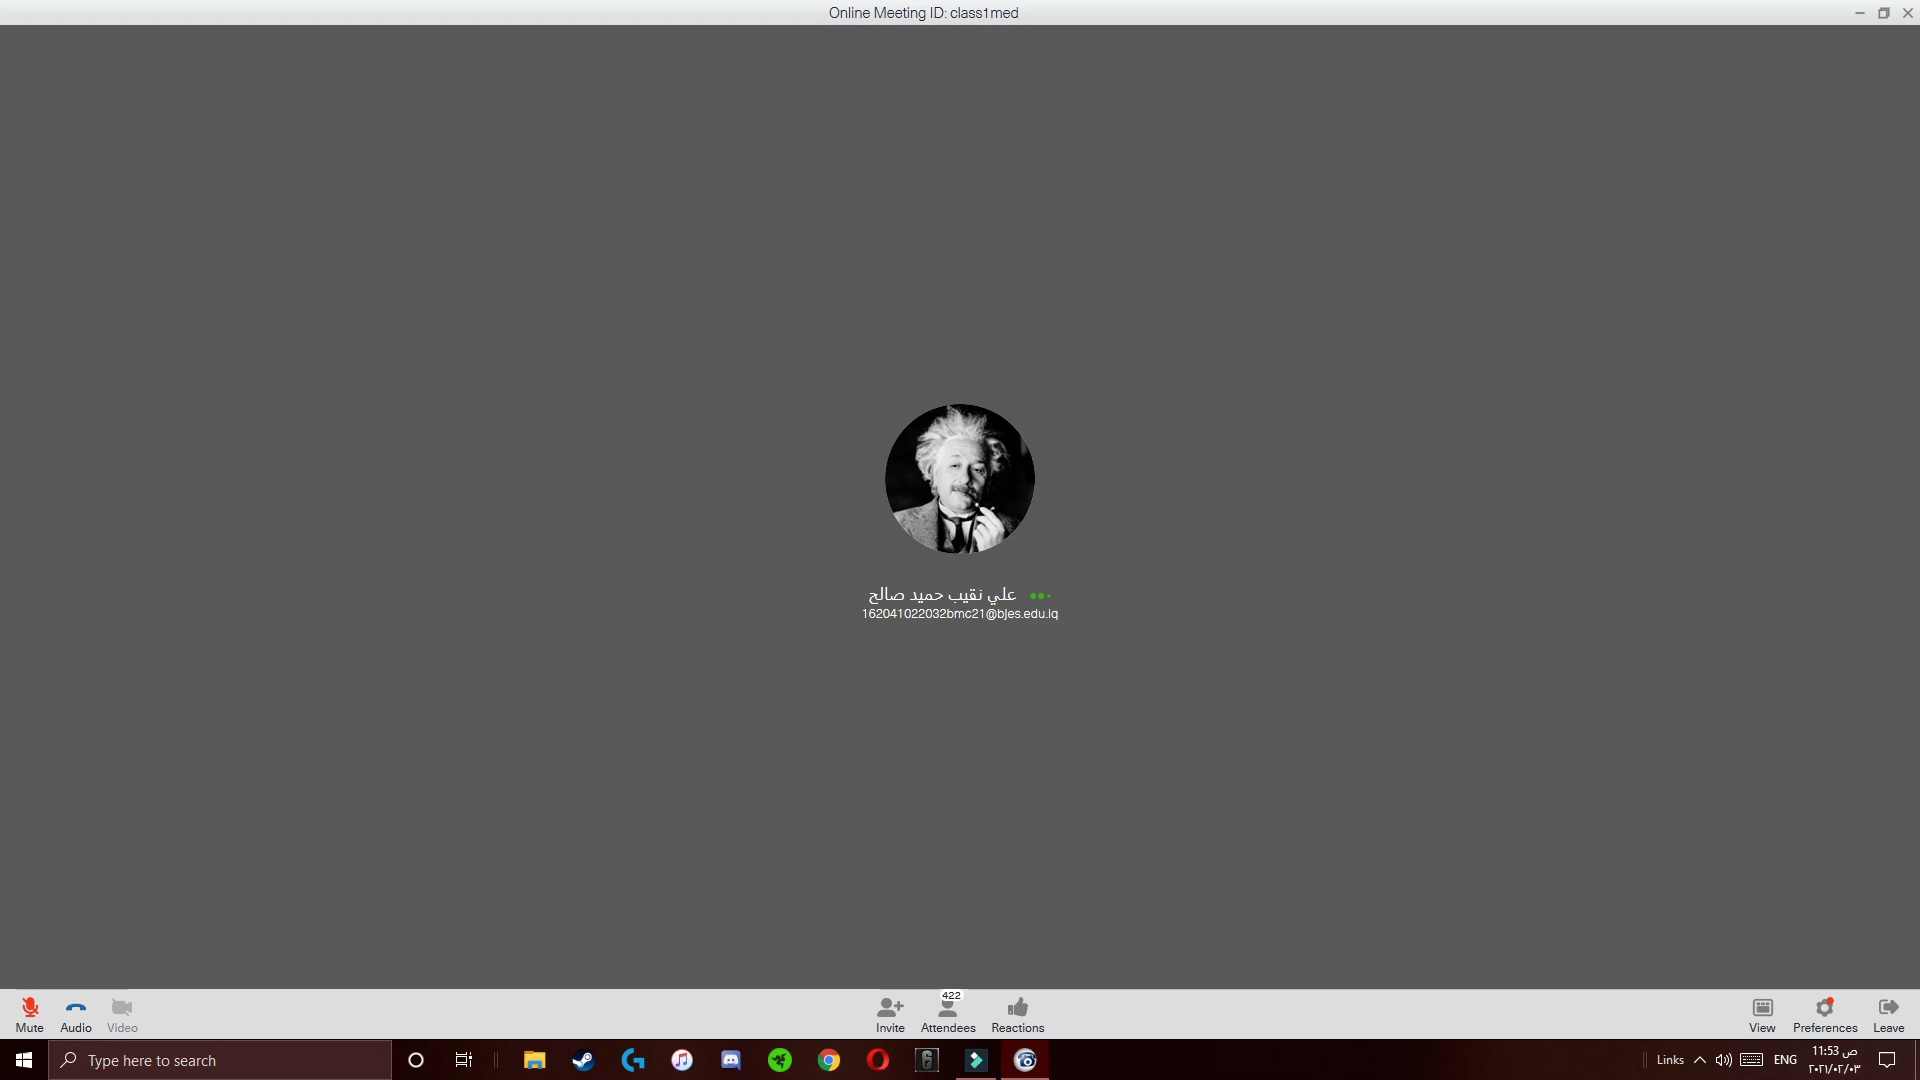 Online Meeting ID: class1med
علي نقيب حميد صالح
162041022032bmc21@bjes.edu.iq
422
Mute Audio Video Invite Attendees Reactions View Preferences Leave
Type here to search
Links ENG
11:53 ص
٢٠٢١/٠٢/٠٣